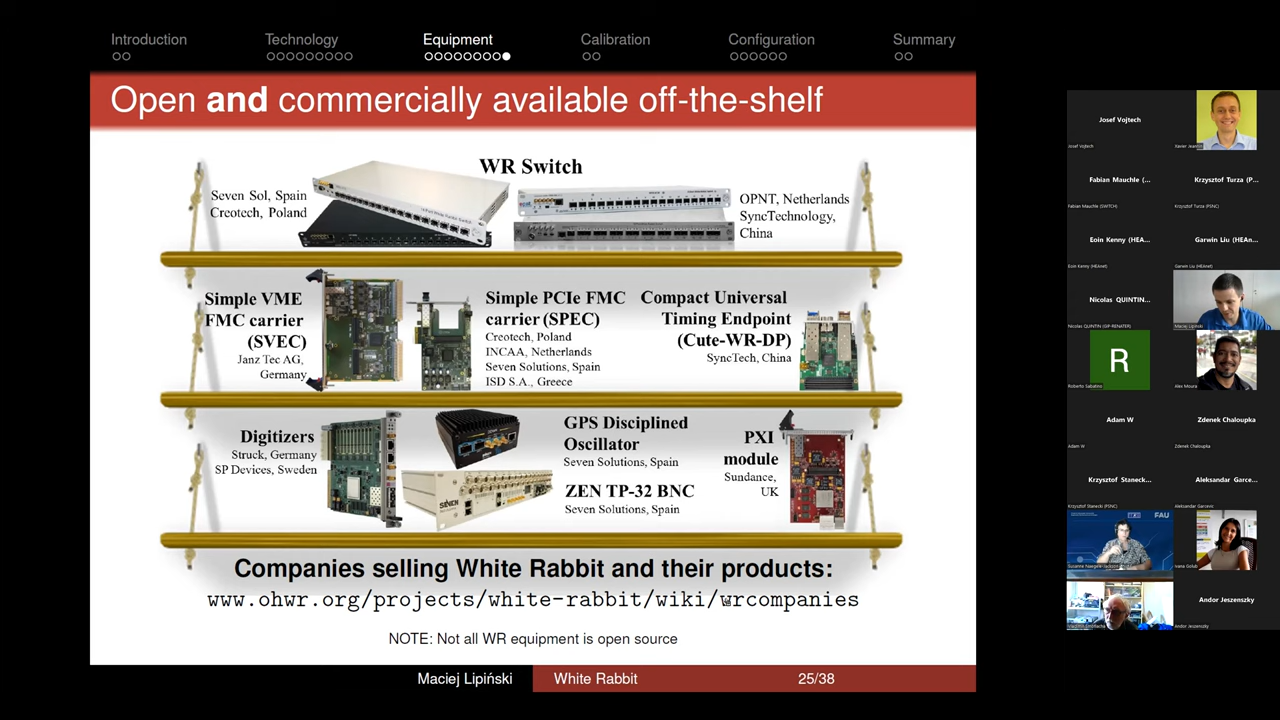 Introduction
Technology
Equipment
Calibration
Configuration
Summary
Open and commercially available off-the-shelf
WR Switch
Seven Sol, Spain
Creotech, Poland
OPNT, Netherlands
SyncTechnology,
China
Simple VME
FMC carrier
(SVEC)
Janz Tec AG,
Germany
Simple PCIe FMC
carrier (SPEC)
Creotech, Poland
INCAA, Netherlands
Seven Solutions, Spain
ISD S.A., Greece
Compact Universal
Timing Endpoint
(Cute-WR-DP)
SyncTech, China
Digitizers
Struck, Germany
SP Devices, Sweden
GPS Disciplined
Oscillator
Seven Solutions, Spain
ZEN TP-32 BNC
Seven Solutions, Spain
SEVEN
PXI
module
Sundance,
UK
Companies selling White Rabbit and their products:
www.ohwr.org/projects/white-rabbit/wiki/wrcompanies
NOTE: Not all WR equipment is open source
Maciej Lipiński
White Rabbit
25/38
Josef Vojtech
Josef Vojtech
Xavier Jeannin
Fabian Mauchle (...
Krzysztof Turza (P...
Fabian Mauchle (SWITCH)
Krzysztof Turza (PSNC)
Eoin Kenny (HEA...
Garwin Liu (HEAn...
Eoin Kenny (HEAnet)
Garwin Liu (HEAnet)
Nicolas QUINTIN...
Nicolas QUINTIN (GIP-RENATER)
Maciej Lipiński
R
Roberto Sabatino
Alex Moura
Adam W
Zdenek Chaloupka
Adam W
Zdenek Chaloupka
Krzysztof Staneck...
Aleksandar Garce...
Krzysztof Stanecki (PSNC)
Aleksandar Garcevic
FAU
Ivana Golub
Andor Jeszenszky
Andor Jeszenszky